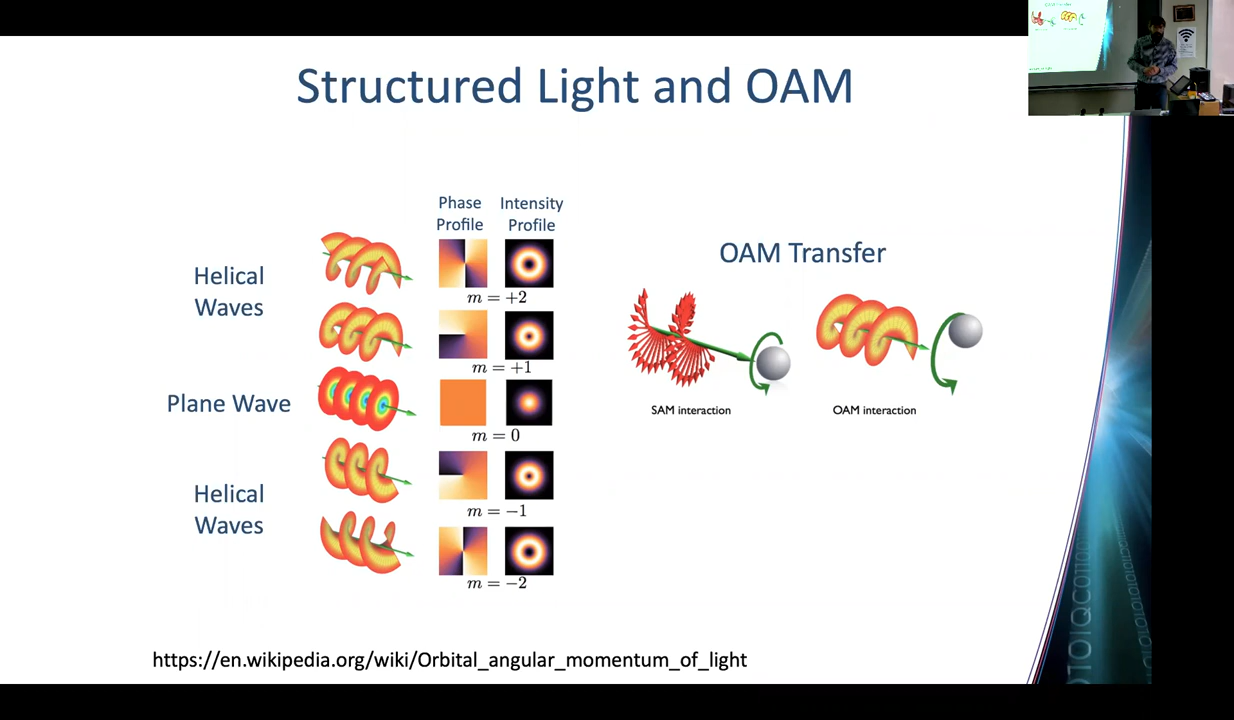 Structured Light and OAM
Phase
Profile
Intensity
Profile
Helical
Waves
m = +2
m = +1
Plane Wave
m = 0
Helical
Waves
m = −1
m = −2
OAM Transfer
SAM interaction
OAM interaction
https://en.wikipedia.org/wiki/Orbital_angular_momentum_of_light